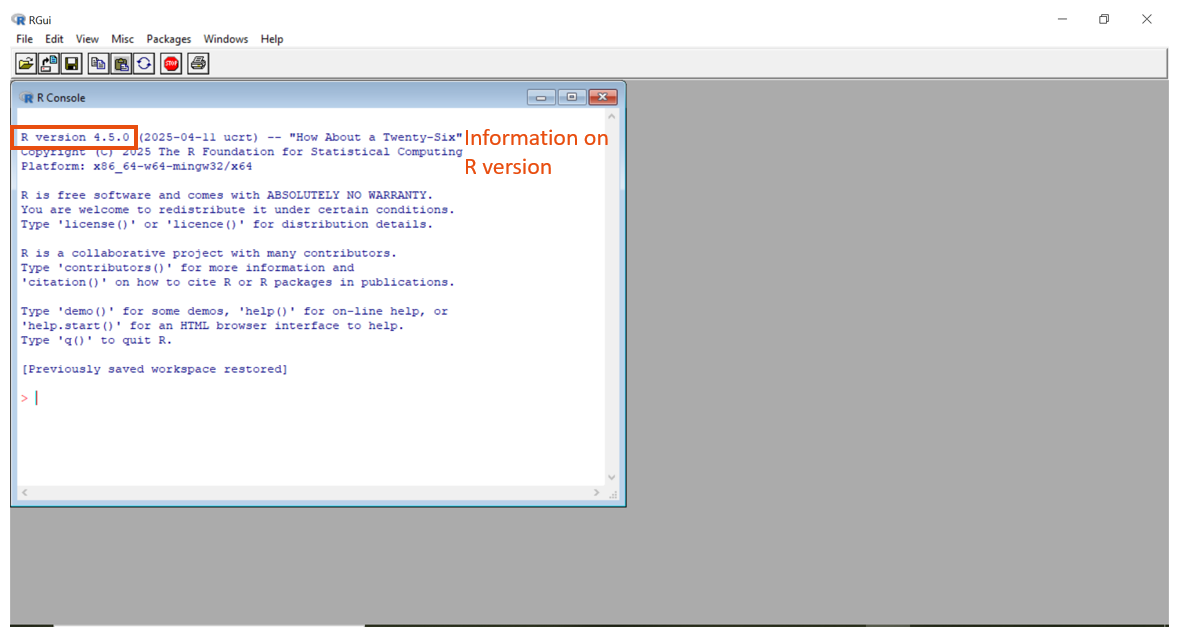 RGui
File Edit View Misc Packages Windows Help
STOP
R Console
R version 4.5.0 (2025-04-11 ucrt) -- "How About a Twenty-Six"
Copyright (C) 2025 The R Foundation for Statistical Computing
Platform: x86_64-w64-mingw32/x64
Information on
R version
R is free software and comes with ABSOLUTELY NO WARRANTY.
You are welcome to redistribute it under certain conditions.
Type 'license()' or 'licence()' for distribution details.
R is a collaborative project with many contributors.
Type 'contributors()' for more information and
'citation()' on how to cite R or R packages in publications.
Type 'demo()' for some demos, 'help()' for on-line help, or
'help.start()' for an HTML browser interface to help.
Type 'q()' to quit R.
[Previously saved workspace restored]
>